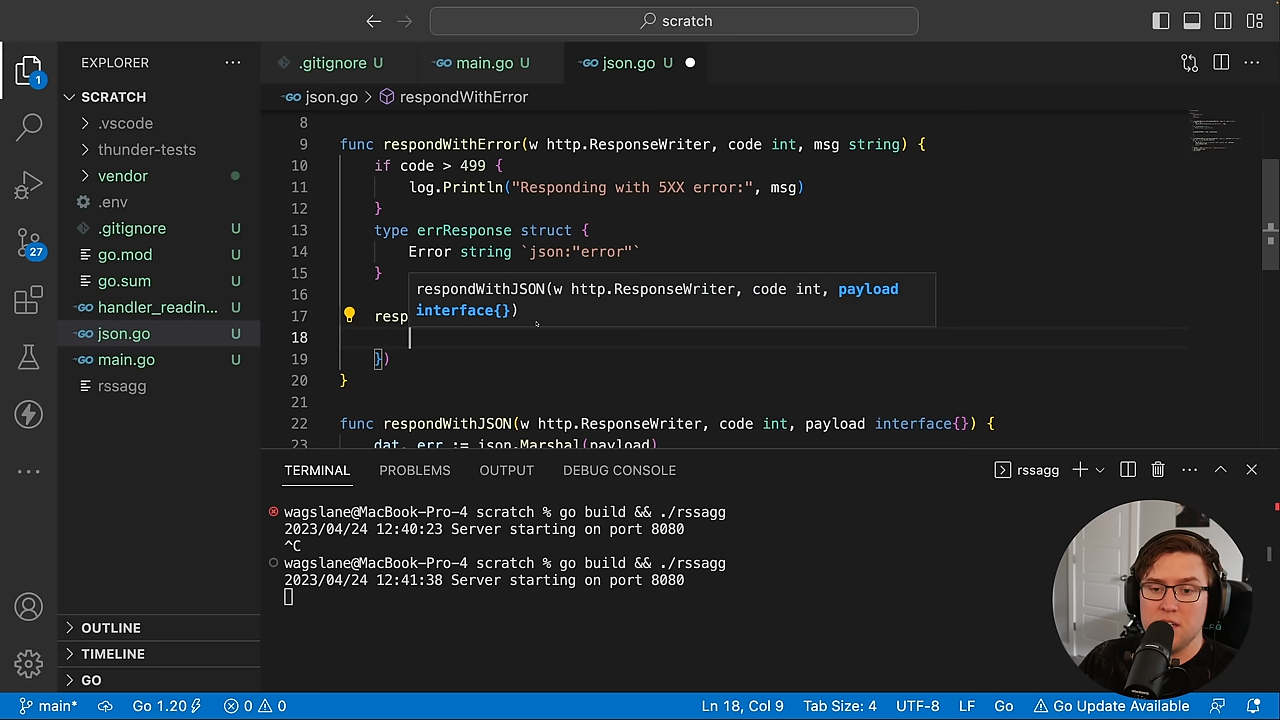 scratch
EXPLORER
.gitignore U
main.go U
json.go U
SCRATCH
json.go > respondWithError
.vscode
thunder-tests
vendor
.env
.gitignore U
go.mod U
go.sum U
handler_readin... U
json.go U
main.go U
rssagg
8
9 func respondWithError(w http.ResponseWriter, code int, msg string) {
10 if code > 499 {
11 log.Println("Responding with 5XX error:", msg)
12 }
13 type errResponse struct {
14 Error string `json:"error"`
15 }
16
respondWithJSON(w http.ResponseWriter, code int, payload
interface{})
17 resp
18
19 })
20 }
21
22 func respondWithJSON(w http.ResponseWriter, code int, payload interface{}) {
23 dat, err := json.Marshal(payload)
TERMINAL
PROBLEMS
OUTPUT
DEBUG CONSOLE
rssagg
wagslane@MacBook-Pro-4 scratch % go build && ./rssagg
2023/04/24 12:40:23 Server starting on port 8080
^C
wagslane@MacBook-Pro-4 scratch % go build && ./rssagg
2023/04/24 12:41:38 Server starting on port 8080
1
27
OUTLINE
TIMELINE
GO
main*
Go 1.20
0 0
Ln 18, Col 9
Tab Size: 4
UTF-8
LF
Go
Go Update Available